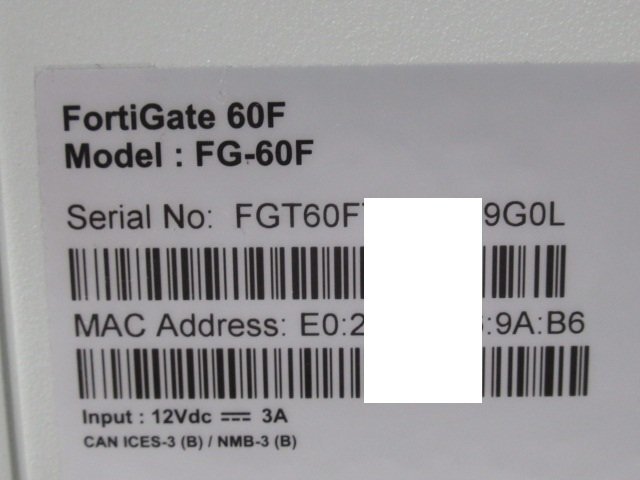 FortiGate 60F
Model : FG-60F
Serial No: FGT60F 9G0L
MAC Address: E0:2 :9A:B6
Input : 12Vdc ⎓ 3A
CAN ICES-3 (B) / NMB-3 (B)